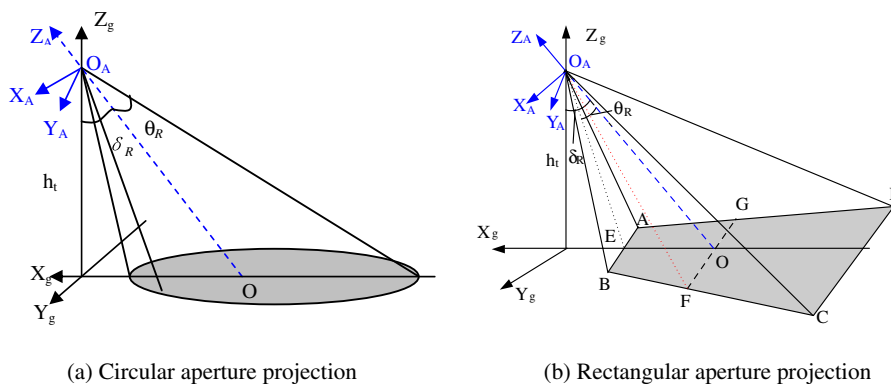 Z_g
Z_A
O_A
X_A
Y_A
δ_R
θ_R
h_t
X_g
Y_g
O
(a) Circular aperture projection
Z_g
Z_A
O_A
X_A
Y_A
θ_R
δ_R
h_t
G
A
E
X_g
O
B
F
Y_g
C
(b) Rectangular aperture projection